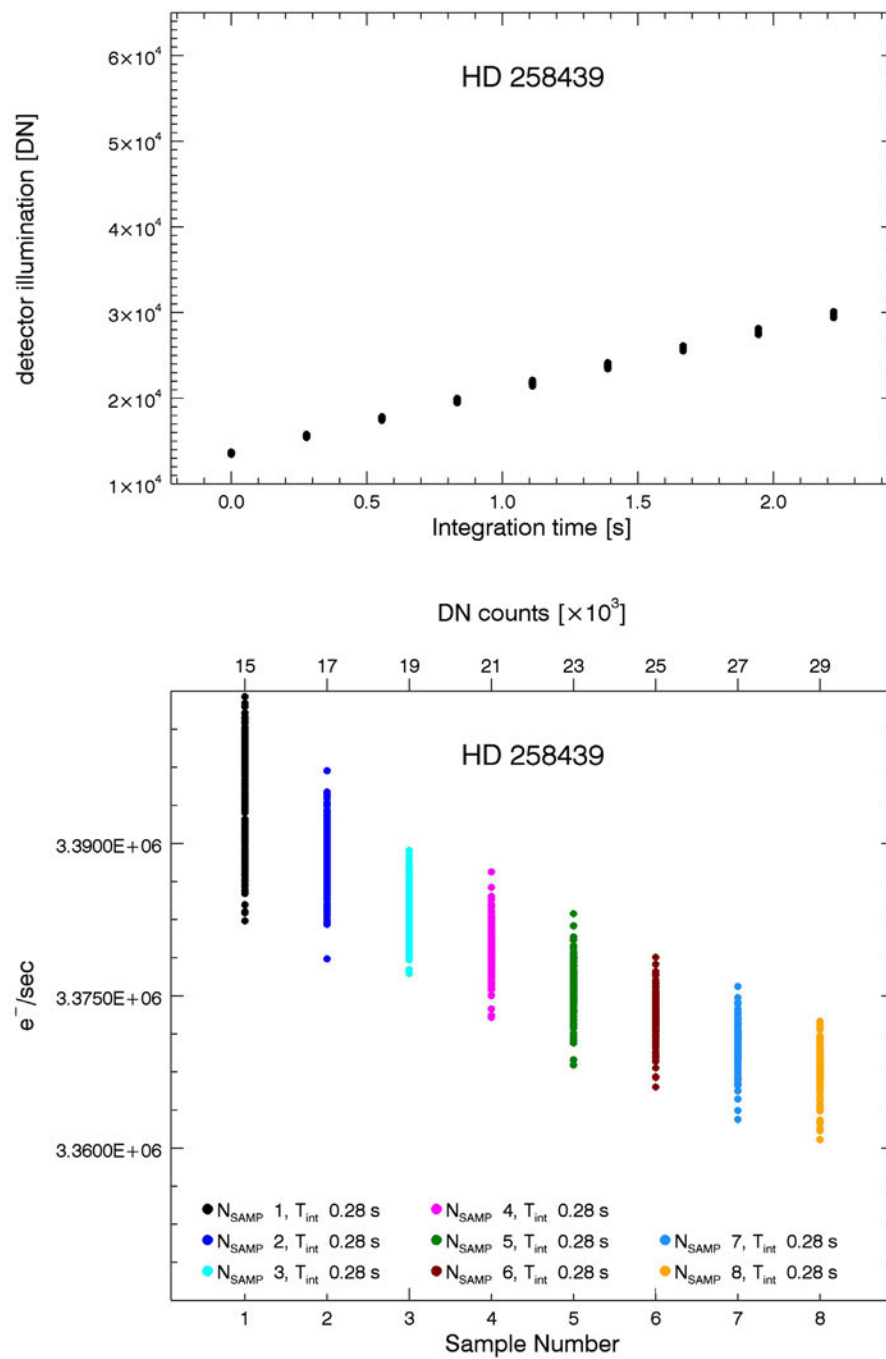 HD 258439
detector illumination [DN]
6×10⁴
5×10⁴
4×10⁴
3×10⁴
2×10⁴
1×10⁴
0.0 0.5 1.0 1.5 2.0
Integration time [s]
DN counts [×10³]
15 17 19 21 23 25 27 29
HD 258439
e⁻/sec
3.3900E+06
3.3750E+06
3.3600E+06
N_SAMP 1, T_int 0.28 s
N_SAMP 2, T_int 0.28 s
N_SAMP 3, T_int 0.28 s
N_SAMP 4, T_int 0.28 s
N_SAMP 5, T_int 0.28 s
N_SAMP 6, T_int 0.28 s
N_SAMP 7, T_int 0.28 s
N_SAMP 8, T_int 0.28 s
1 2 3 4 5 6 7 8
Sample Number